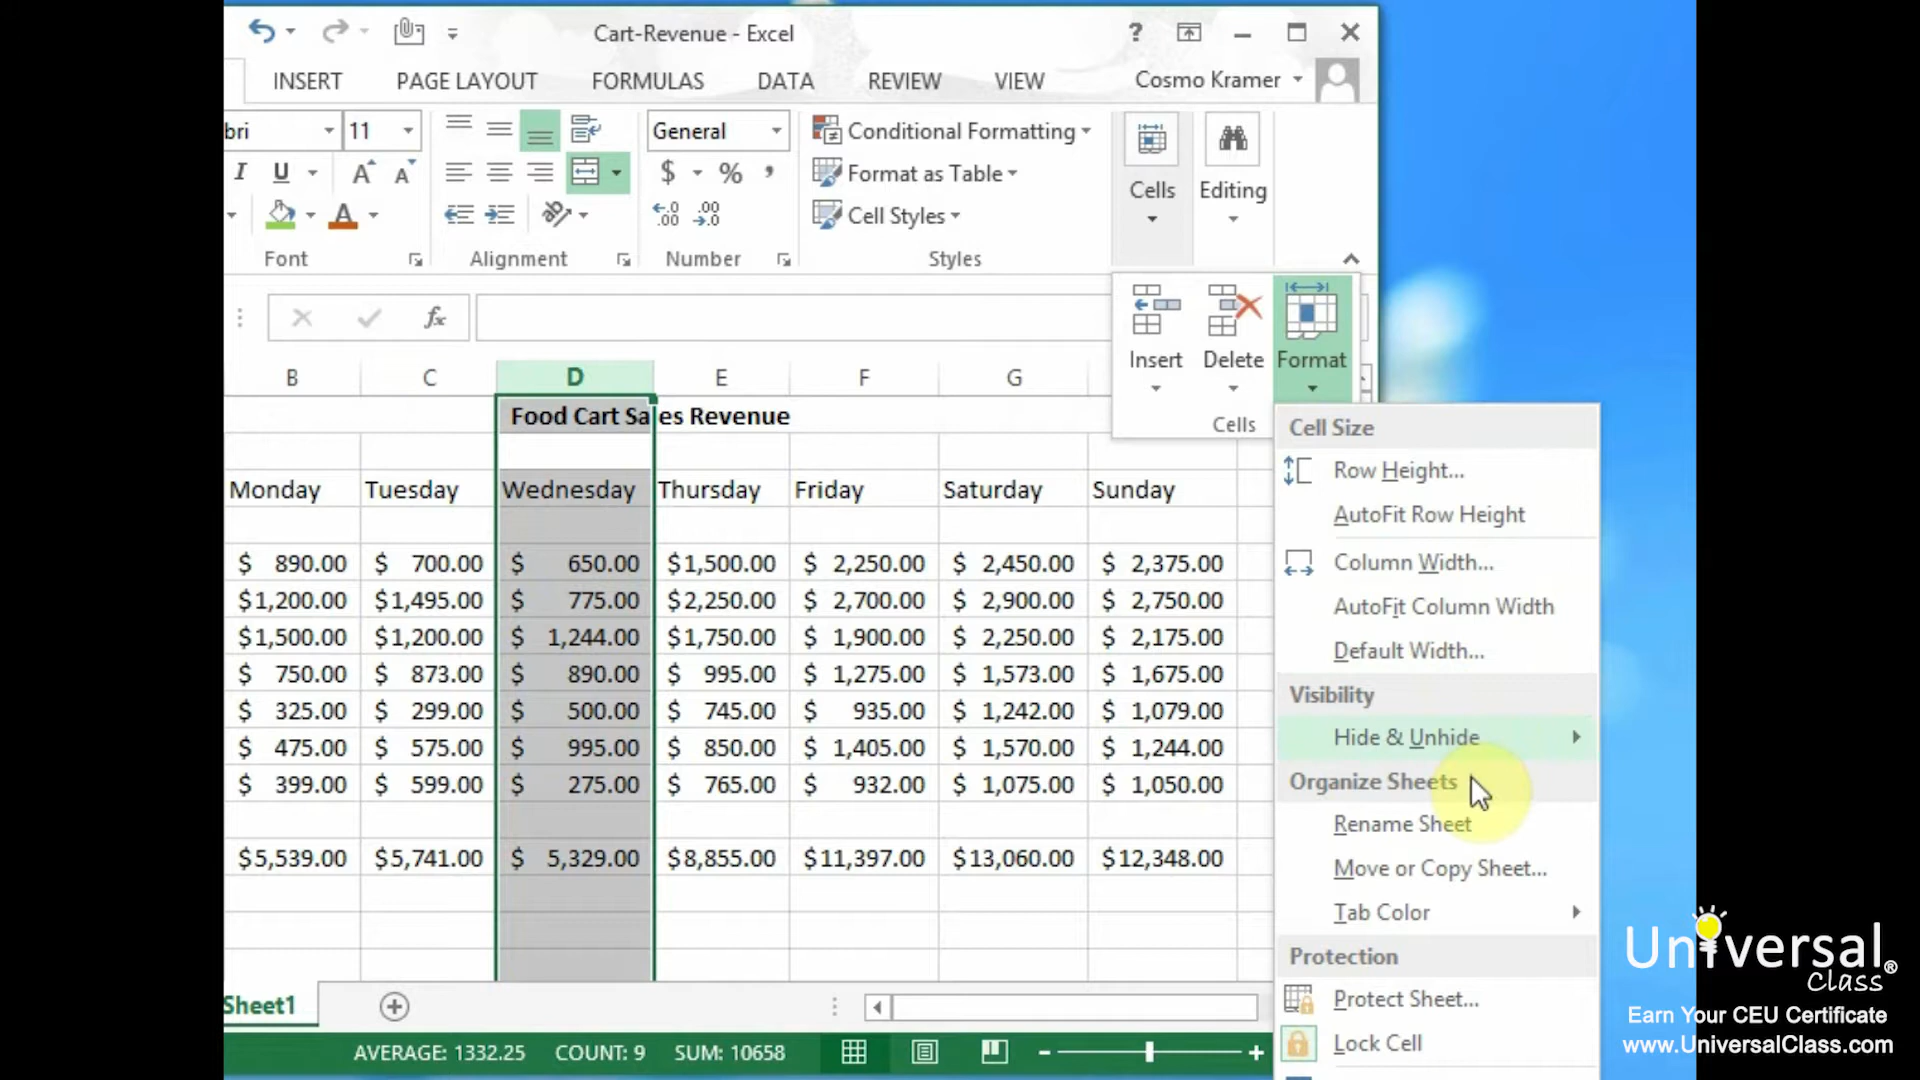 Cart-Revenue - Excel
?
INSERT PAGE LAYOUT FORMULAS DATA REVIEW VIEW Cosmo Kramer
bri 11 General Conditional Formatting
I U A A $ % , Format as Table Cells Editing
A Cell Styles
Font Alignment Number Styles
fx
Insert Delete Format
Cells
B C D E F G
Food Cart Sales Revenue
Monday Tuesday Wednesday Thursday Friday Saturday Sunday
$ 890.00 $ 700.00 $ 650.00 $1,500.00 $ 2,250.00 $ 2,450.00 $ 2,375.00
$1,200.00 $1,495.00 $ 775.00 $2,250.00 $ 2,700.00 $ 2,900.00 $ 2,750.00
$1,500.00 $1,200.00 $ 1,244.00 $1,750.00 $ 1,900.00 $ 2,250.00 $ 2,175.00
$ 750.00 $ 873.00 $ 890.00 $ 995.00 $ 1,275.00 $ 1,573.00 $ 1,675.00
$ 325.00 $ 299.00 $ 500.00 $ 745.00 $ 935.00 $ 1,242.00 $ 1,079.00
$ 475.00 $ 575.00 $ 995.00 $ 850.00 $ 1,405.00 $ 1,570.00 $ 1,244.00
$ 399.00 $ 599.00 $ 275.00 $ 765.00 $ 932.00 $ 1,075.00 $ 1,050.00
$5,539.00 $5,741.00 $ 5,329.00 $8,855.00 $11,397.00 $13,060.00 $12,348.00
Cell Size
Row Height...
AutoFit Row Height
Column Width...
AutoFit Column Width
Default Width...
Visibility
Hide & Unhide
Organize Sheets
Rename Sheet
Move or Copy Sheet...
Tab Color
Protection
Protect Sheet...
Lock Cell
Sheet1
AVERAGE: 1332.25 COUNT: 9 SUM: 10658
Universal
Class®
Earn Your CEU Certificate
www.UniversalClass.com